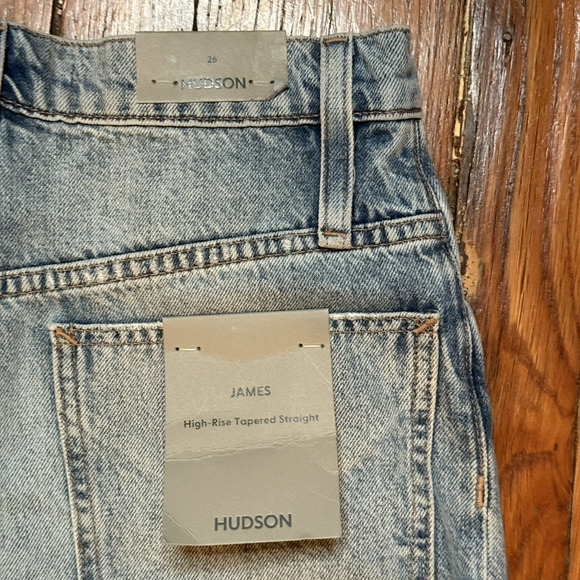 26
HUDSON
JAMES
High-Rise Tapered Straight
HUDSON